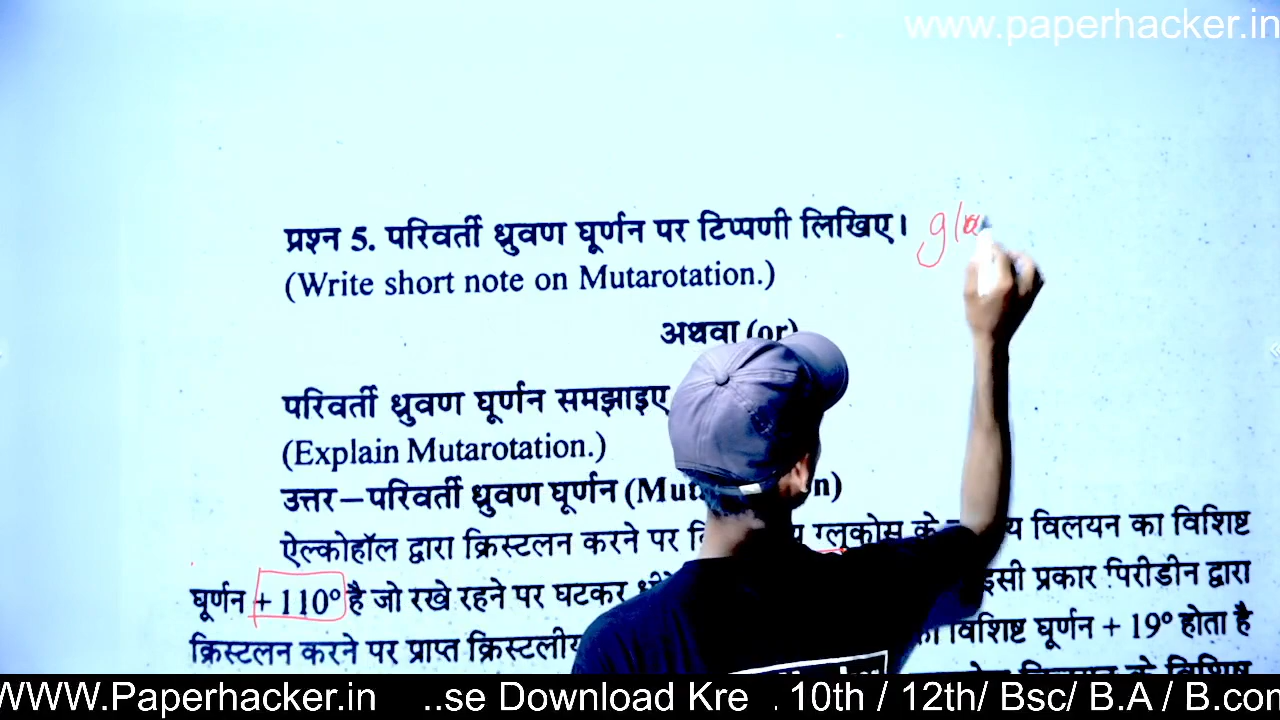 www.paperhacker.in
प्रश्न 5. परिवर्ती ध्रुवण घूर्णन पर टिप्पणी लिखिए।
(Write short note on Mutarotation.)
अथवा (or)
परिवर्ती ध्रुवण घूर्णन समझाइए
(Explain Mutarotation.)
उत्तर–परिवर्ती ध्रुवण घूर्णन
ऐल्कोहॉल द्वारा क्रिस्टलन करने पर ग्लूकोस के विलयन का विशिष्ट
घूर्णन + 110° है जो रखे रहने पर घटकर इसी प्रकार पिरीडीन द्वारा
क्रिस्टलन करने पर प्राप्त विशिष्ट घूर्णन + 19° होता है
विलयन के विशिष्ट
WWW.Paperhacker.in ..se Download Kre . 10th / 12th/ Bsc/ B.A / B.com